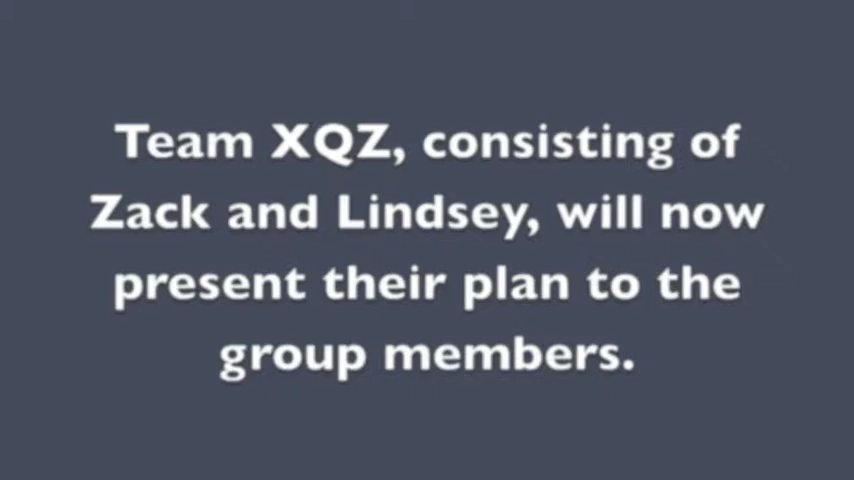 Team XQZ, consisting of
Zack and Lindsey, will now
present their plan to the
group members.